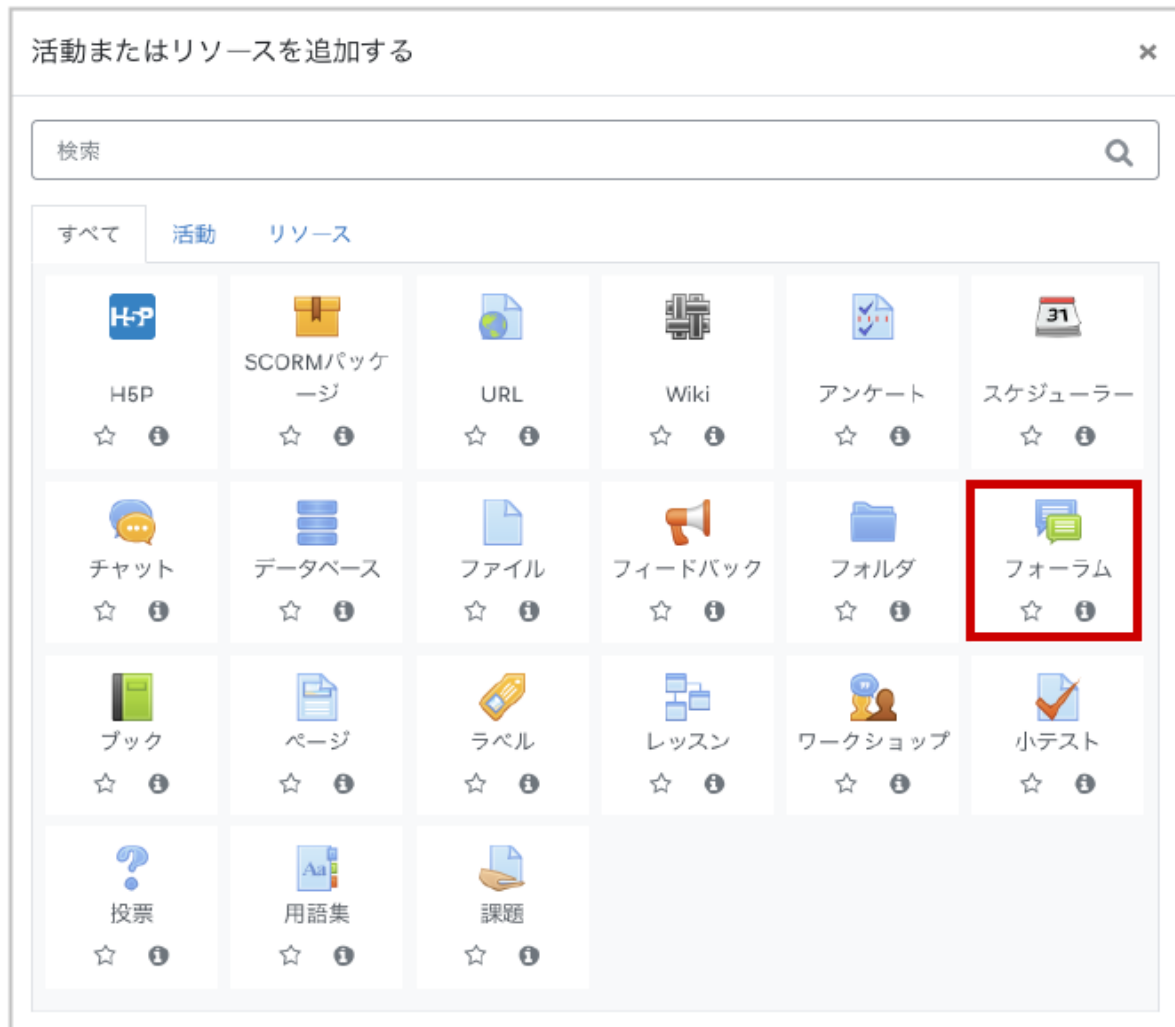 活動またはリソースを追加する ×
検索
すべて 活動 リソース
H5P
31
SCORMパッケ
ージ
H5P
URL
Wiki
アンケート
スケジューラー
チャット
データベース
ファイル
フィードバック
フォルダ
フォーラム
ブック
ページ
ラベル
レッスン
ワークショップ
小テスト
Aa
投票
用語集
課題